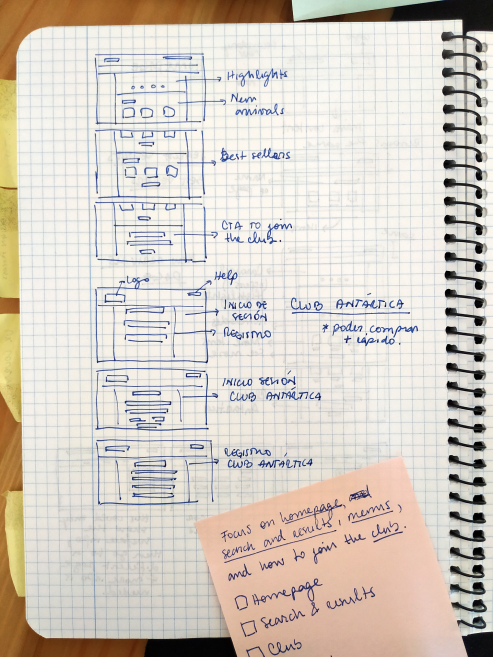 Highlights
New
arrivals
Best sellers
CTA TO join
the club.
Logo
Help
INICIO DE
SESIÓN
REGISTRO
CLUB ANTÁRTICA
* poder comprar
+ rápido.
INICIO SESIÓN
CLUB ANTÁRTICA
REGISTRO
CLUB ANTÁRTICA
Focus on homepage,
search and results, menus,
and how to join the club.
Homepage
Search & results
Club